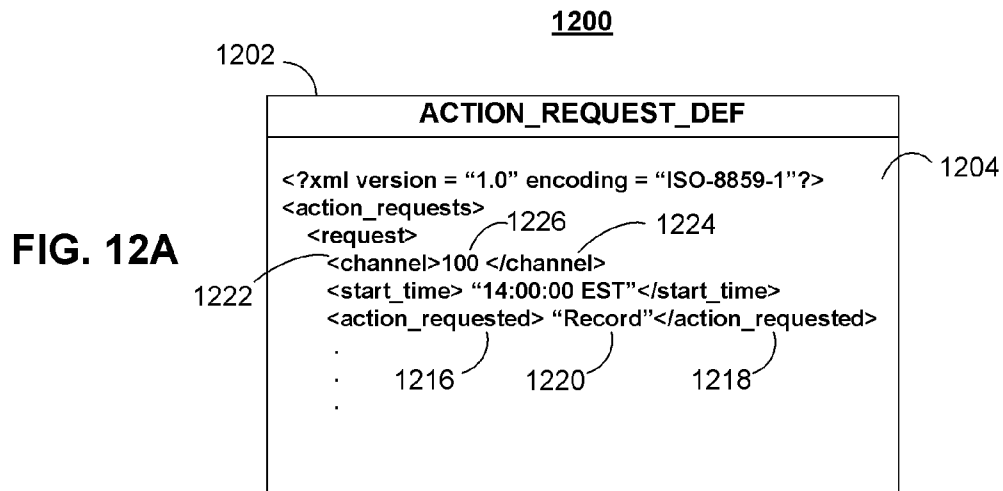 1200
1202
ACTION_REQUEST_DEF
1204
<?xml version = “1.0” encoding = “ISO-8859-1”?>
<action_requests>
1226
1224
<request>
FIG. 12A
<channel>100 </channel>
1222
<start_time> “14:00:00 EST”</start_time>
<action_requested> “Record”</action_requested>
.
1216
1220
1218
.
.